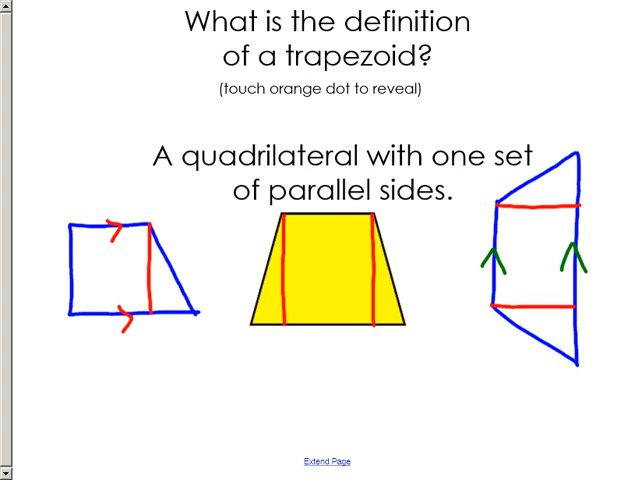 What is the definition
of a trapezoid?
(touch orange dot to reveal)
A quadrilateral with one set
of parallel sides.
Extend Page